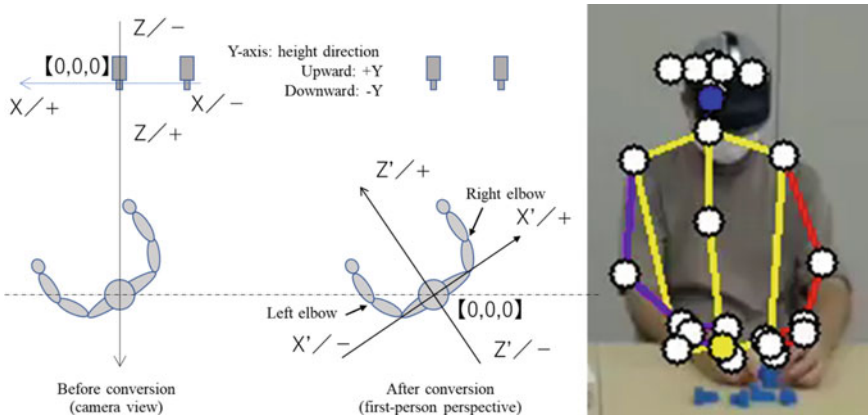 Z／−
【0,0,0】
X／+
X／−
Z／+
Before conversion
(camera view)
Y-axis: height direction
Upward: +Y
Downward: -Y
Z'／+
Right elbow
X'／+
Left elbow
【0,0,0】
X'／−
Z'／−
After conversion
(first-person perspective)